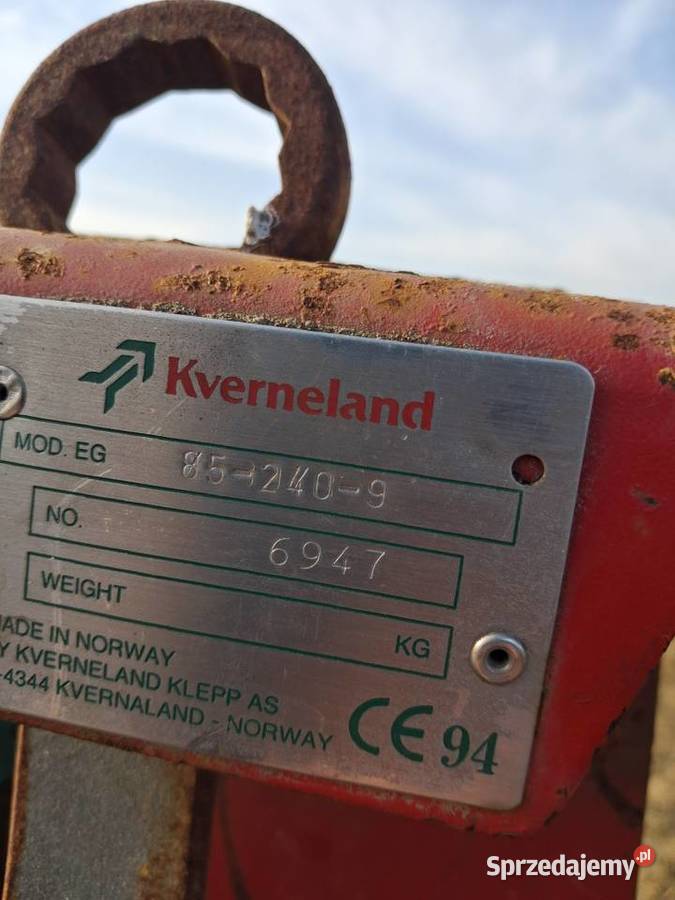 Kverneland
MOD. EG 85-240-9
NO. 6947
WEIGHT KG
MADE IN NORWAY
KVERNELAND KLEPP AS
-4344 KVERNALAND - NORWAY
CE 94
Sprzedajemy.pl